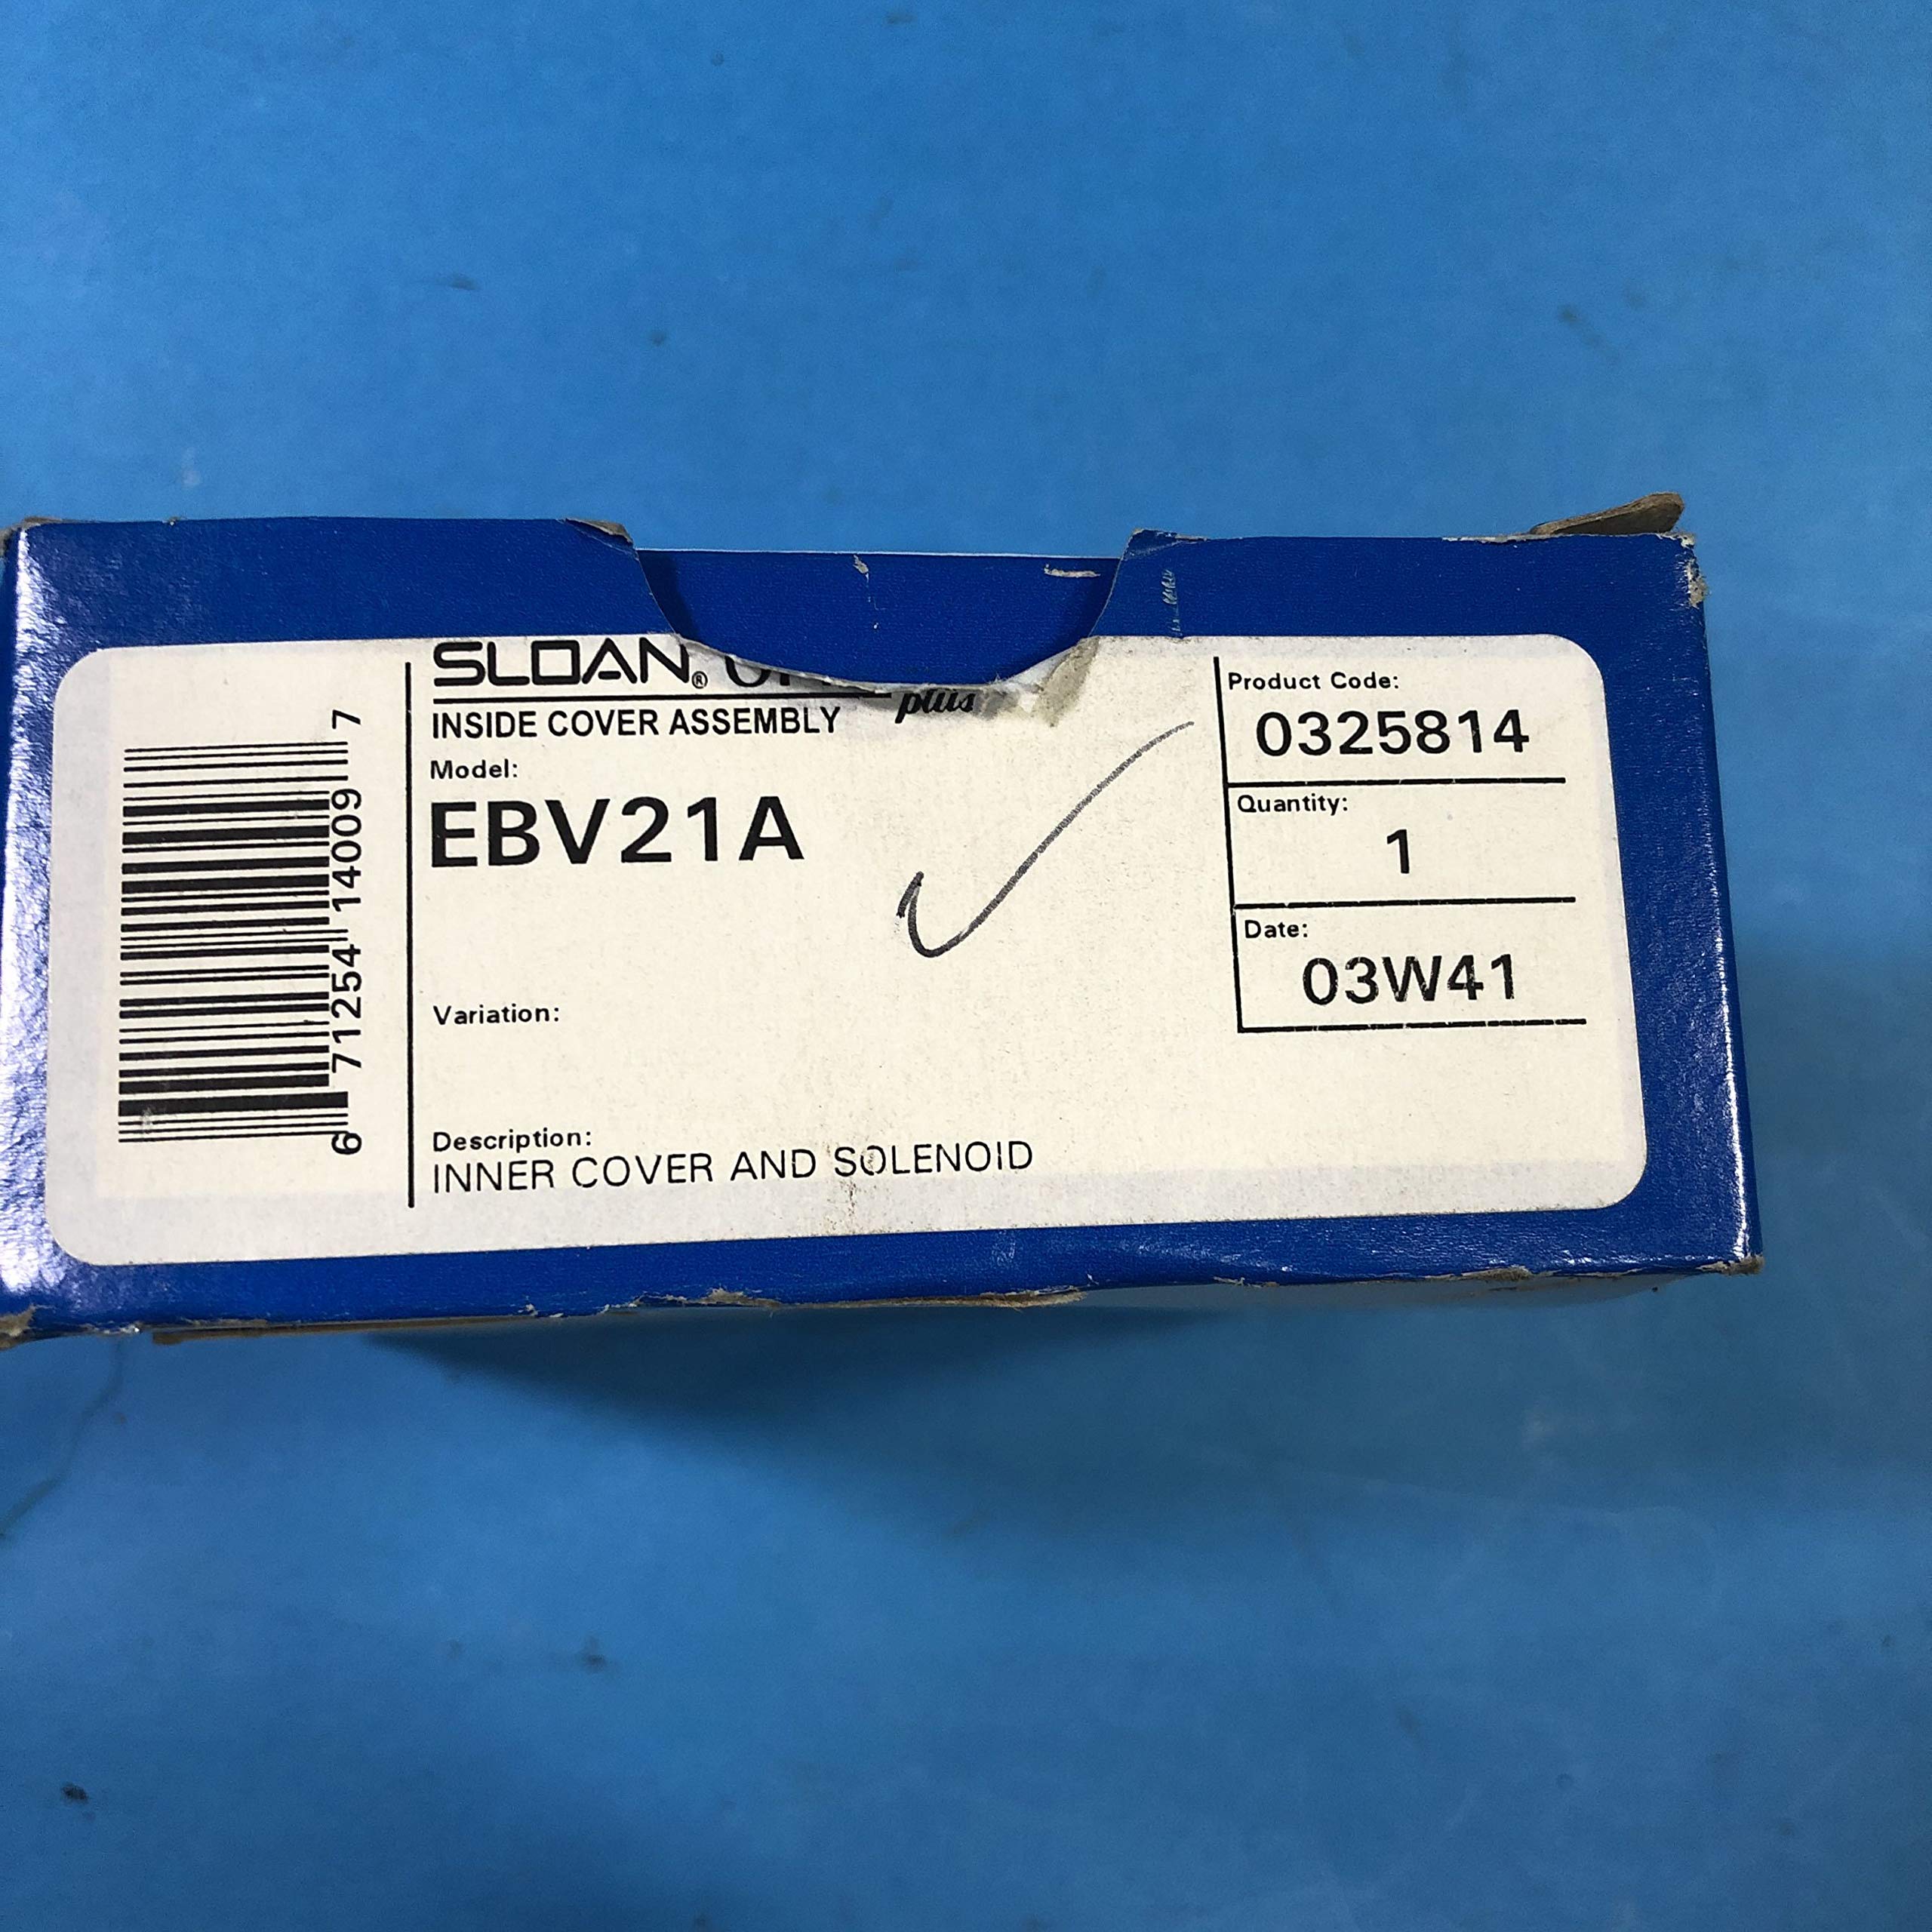 SLOAN®
plus
INSIDE COVER ASSEMBLY
Model:
EBV21A
Variation:
Description:
INNER COVER AND SOLENOID
Product Code:
0325814
Quantity:
1
Date:
03W41
6 71254 14009 7